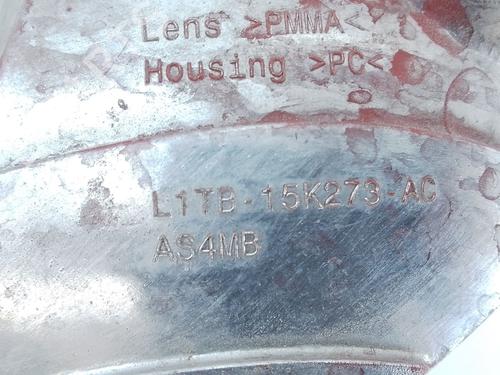 Lens >PMMA<
Housing >PC<
L1TB-15K273-AC
AS4MB